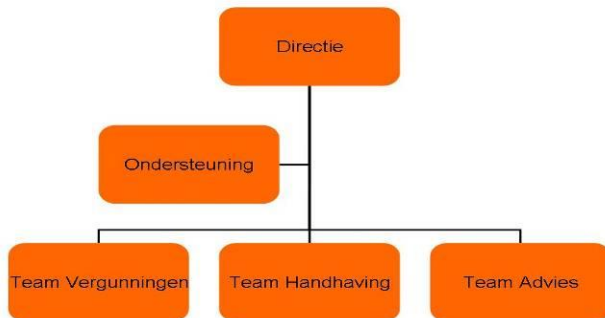 Directie
Ondersteuning
Team Vergunningen
Team Handhaving
Team Advies